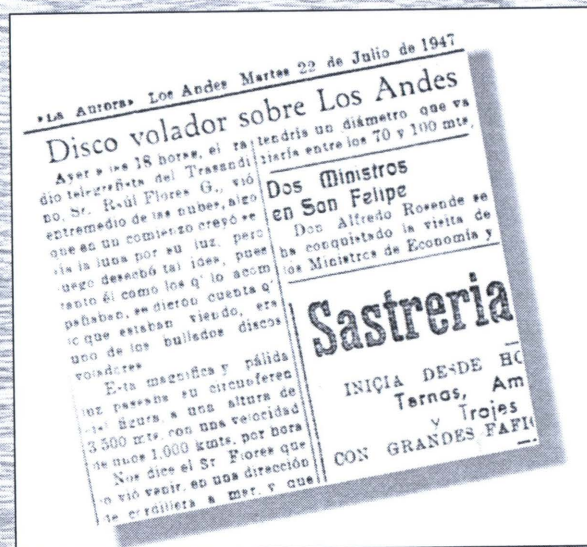 «La Aurora» Los Andes Martes 22 de Julio de 1947
Disco volador sobre Los Andes
Ayer a las 18 horas, el ra
dio telegrafista del Trasandi
no, Sr. Raúl Flores G., vió
entremedio de las nubes, algo
que en un comienzo creyó se
ría la luna por su luz, pero
luego desechó tal idea, pues
tanto él como los q' lo acom
pañaban, se dieron cuenta q'
lo que estaban viendo, era
uno de los bullados discos
voladores
Esta magnífica y pálida
luz paseaba su circunferen
cial figura, a una altura de
3.500 mts, con una velocidad
de unos 1.000 kmts. por hora
Nos dice el Sr Flores que
lo vió venir, en una dirección
de cordillera a mar, y que
tendría un diámetro que va
riaría entre los 70 y 100 mts,
Dos Ministros
en San Felipe
Don Alfredo Rosende se
ha conquistado la visita de
los Ministros de Economía y
Sastreria
INICIA DESDE HO
Ternos, Am
y Trajes
CON GRANDES